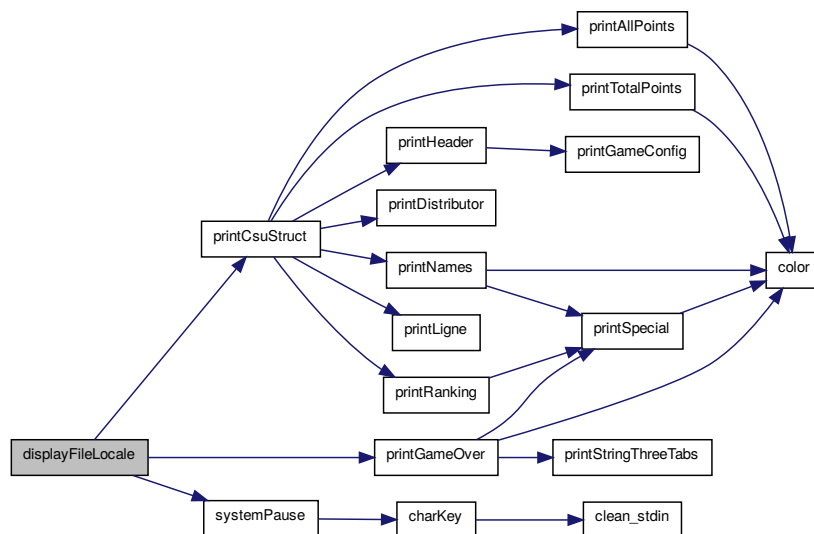 printAllPoints
printTotalPoints
printHeader
printGameConfig
printDistributor
printCsuStruct
printNames
color
printLigne
printSpecial
printRanking
displayFileLocale
printGameOver
printStringThreeTabs
systemPause
charKey
clean_stdin